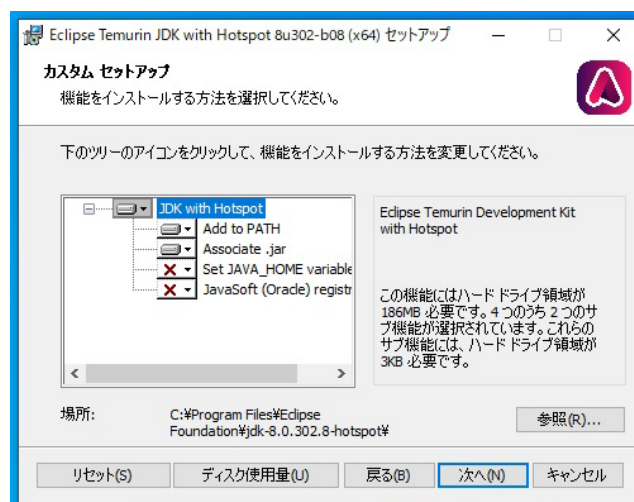 Eclipse Temurin JDK with Hotspot 8u302-b08 (x64) セットアップ
カスタム セットアップ
機能をインストールする方法を選択してください。
下のツリーのアイコンをクリックして、機能をインストールする方法を変更してください。
JDK with Hotspot
Add to PATH
Associate .jar
Set JAVA_HOME variable
JavaSoft (Oracle) registr
Eclipse Temurin Development Kit
with Hotspot
この機能にはハード ドライブ領域が
186MB 必要です。4 つのうち 2 つのサ
ブ機能が選択されています。これらの
サブ機能には、ハード ドライブ領域が
3KB 必要です。
場所:
C:¥Program Files¥Eclipse
Foundation¥jdk-8.0.302.8-hotspot¥
参照(R)...
リセット(S)
ディスク使用量(U)
戻る(B)
次へ(N)
キャンセル